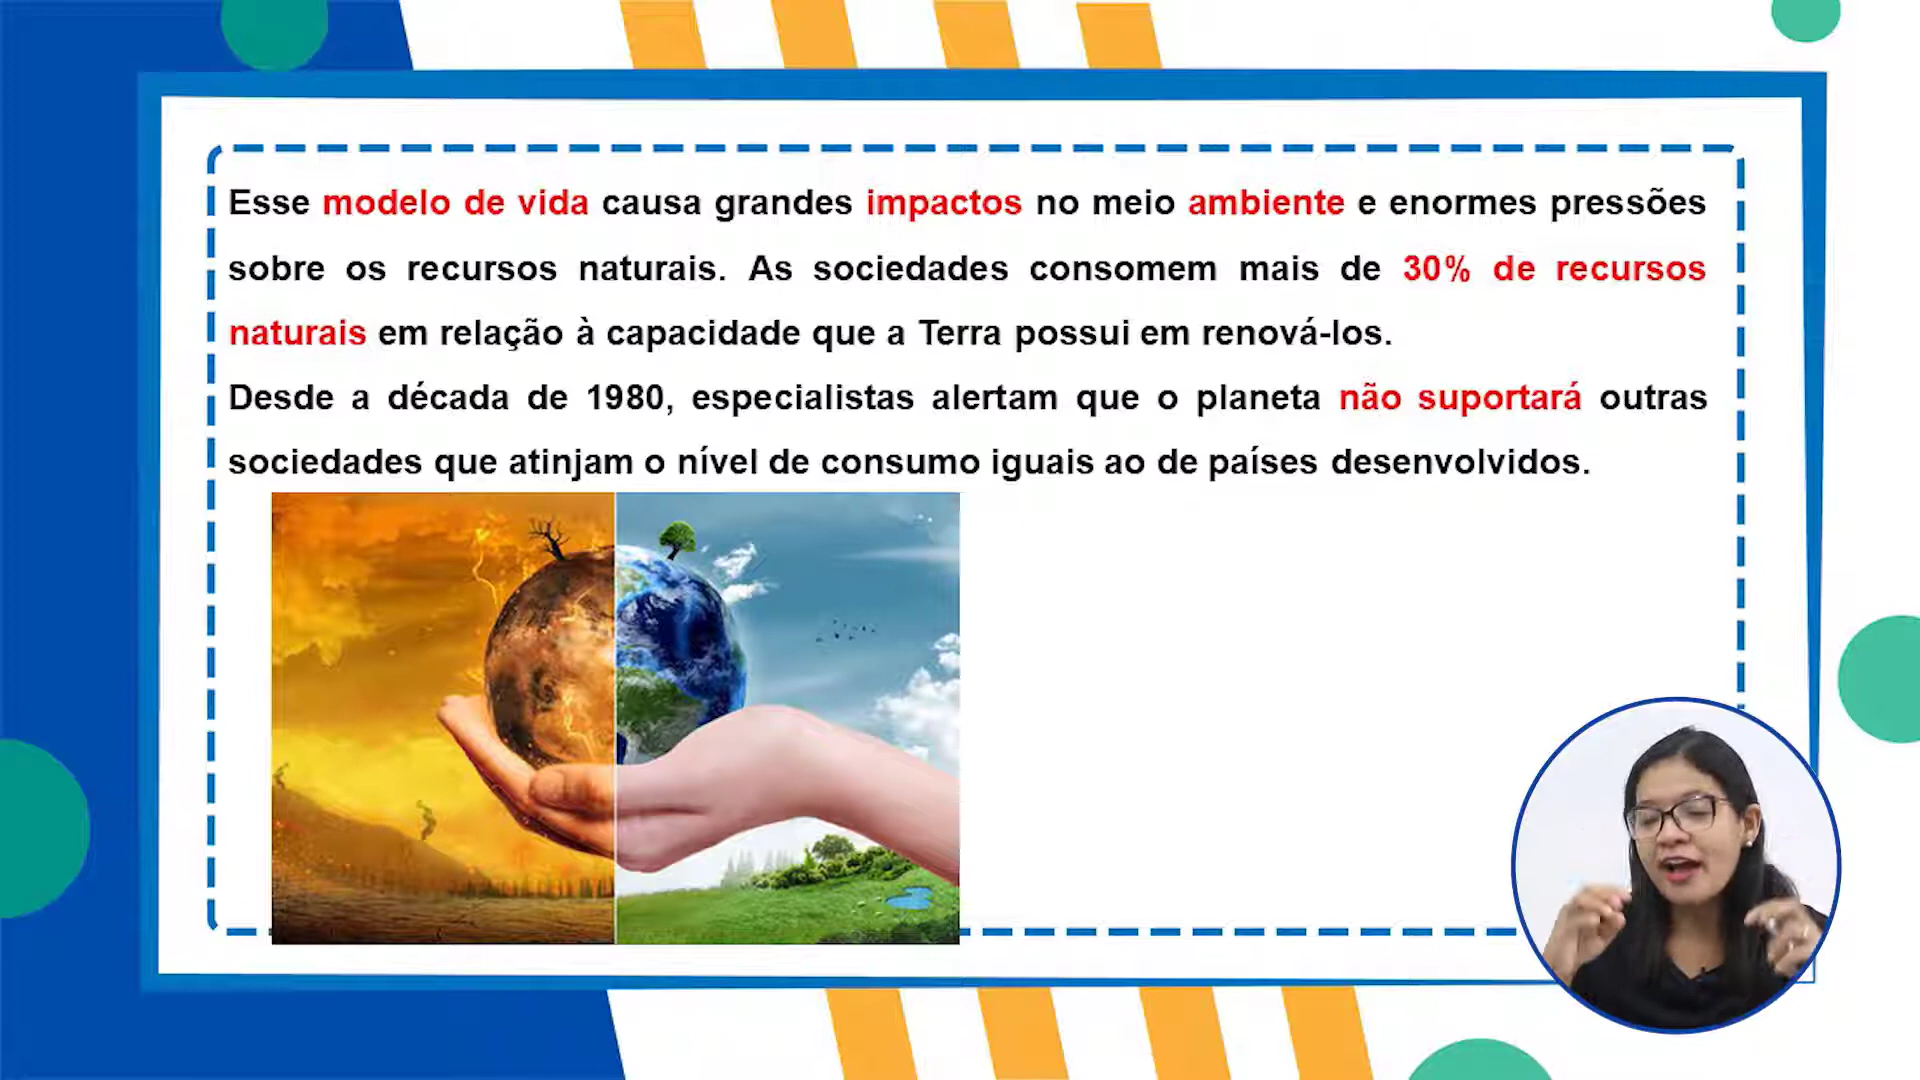 Esse modelo de vida causa grandes impactos no meio ambiente e enormes pressões
sobre os recursos naturais. As sociedades consomem mais de 30% de recursos
naturais em relação à capacidade que a Terra possui em renová-los.
Desde a década de 1980, especialistas alertam que o planeta não suportará outras
sociedades que atinjam o nível de consumo iguais ao de países desenvolvidos.